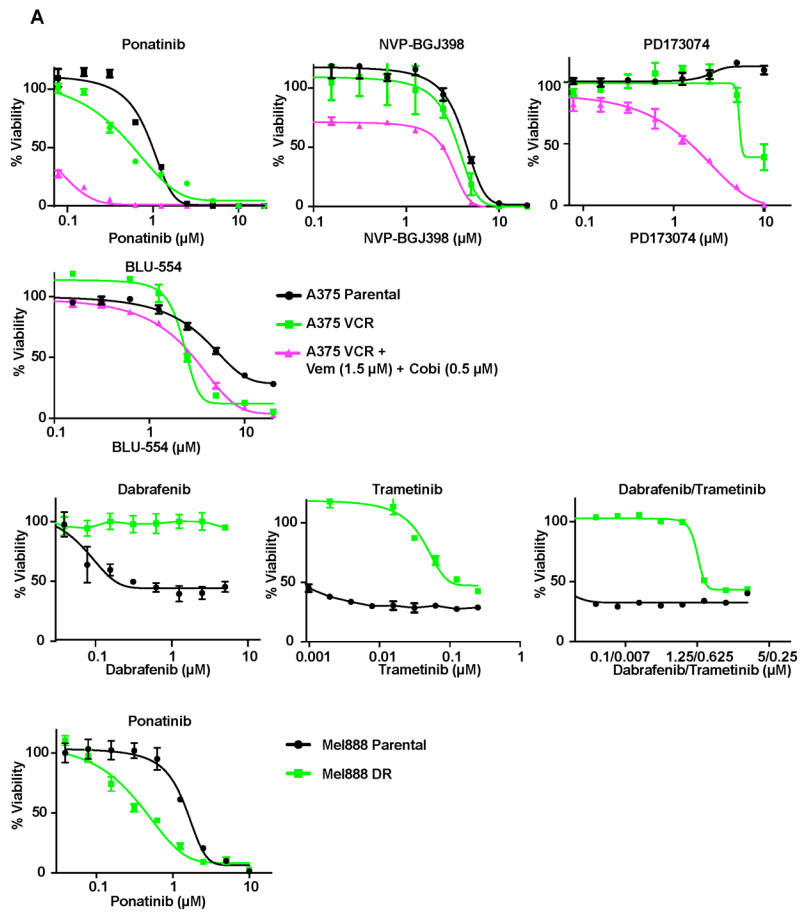 A
Ponatinib
NVP-BGJ398
PD173074
% Viability
100
50
0
0.1
1
10
Ponatinib (µM)
% Viability
100
50
0
0.1
1
10
NVP-BGJ398 (µM)
% Viability
100
50
0
0.1
1
10
PD173074 (µM)
BLU-554
% Viability
100
50
0
0.1
1
10
BLU-554 (µM)
A375 Parental
A375 VCR
A375 VCR +
Vem (1.5 µM) + Cobi (0.5 µM)
Dabrafenib
Trametinib
Dabrafenib/Trametinib
% Viability
100
50
0
0.1
1
10
Dabrafenib (µM)
% Viability
100
50
0
0.001
0.01
0.1
1
Trametinib (µM)
% Viability
100
50
0
0.1/0.007
1.25/0.625
5/0.25
Dabrafenib/Trametinib (µM)
Ponatinib
% Viability
100
50
0
0.1
1
10
Ponatinib (µM)
Mel888 Parental
Mel888 DR